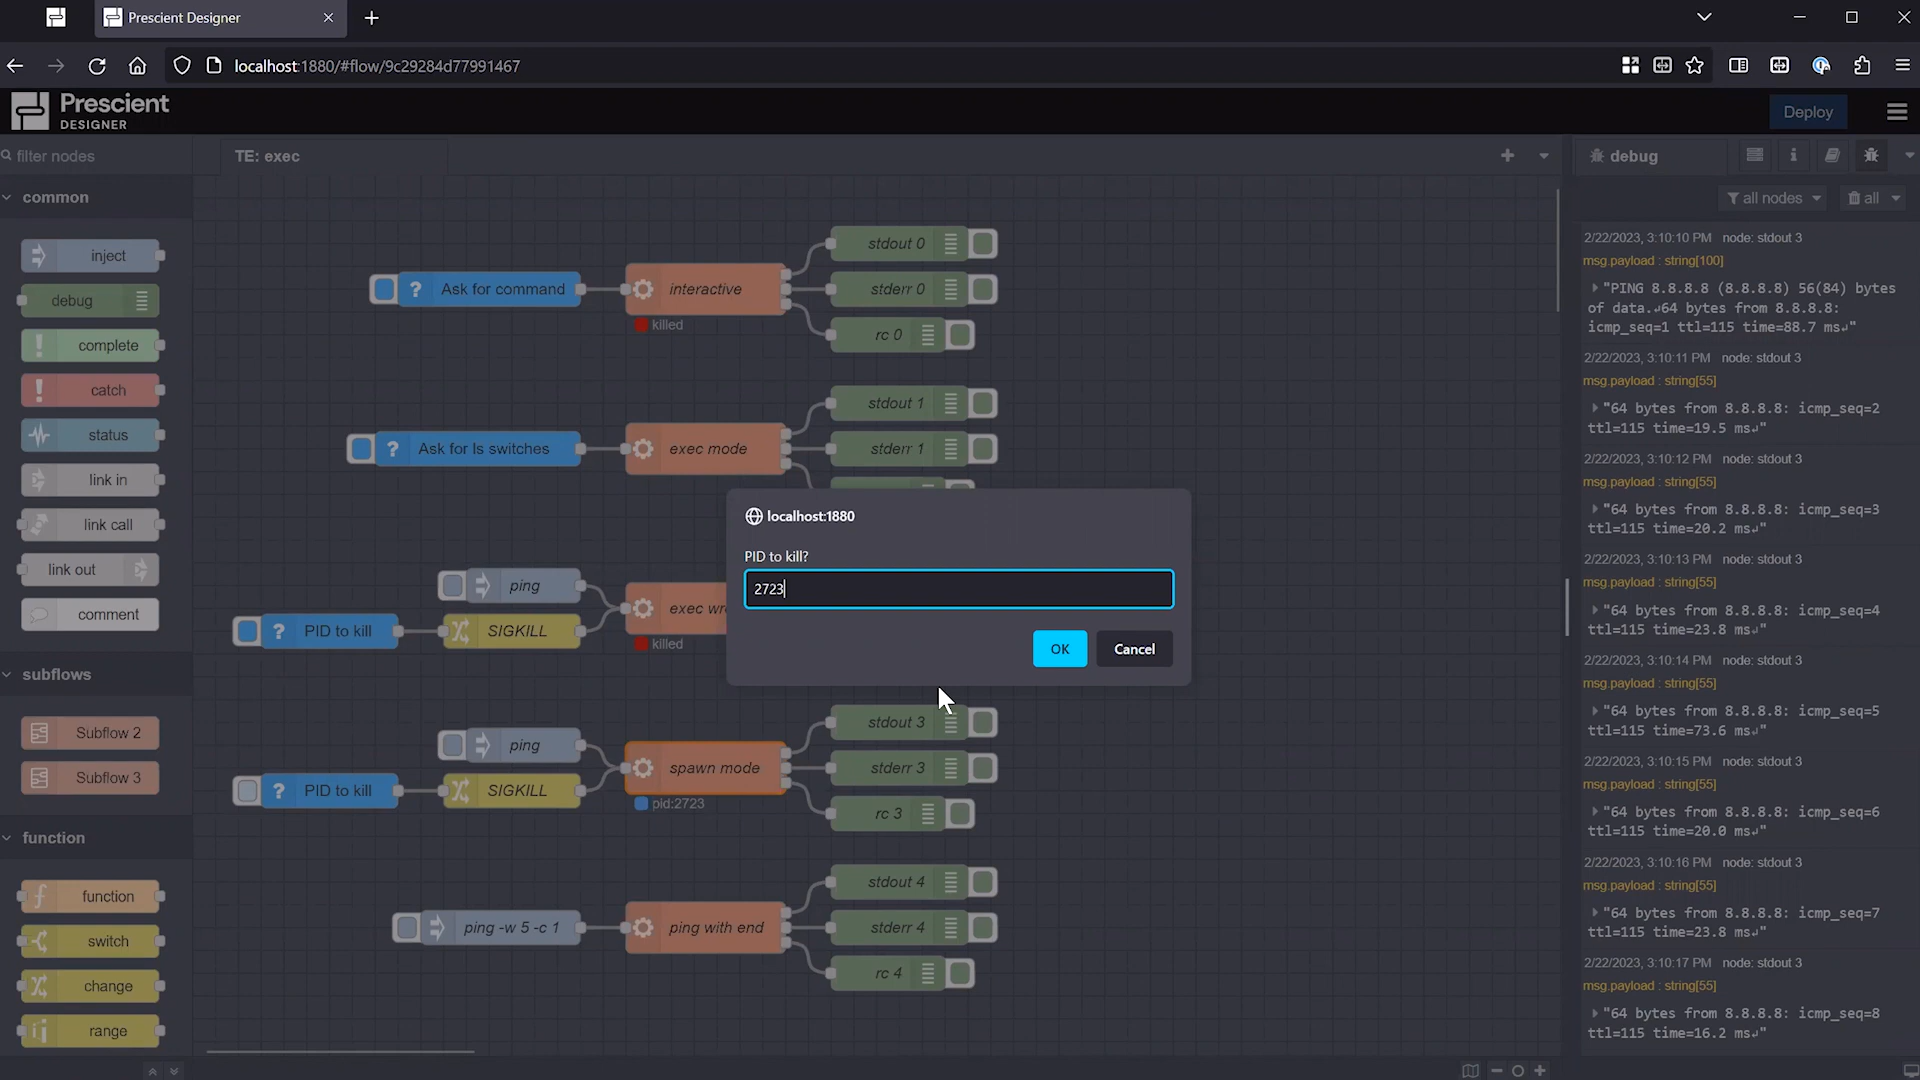 Prescient Designer
localhost:1880/#flow/9c29284d77991467
Prescient
DESIGNER
Deploy
filter nodes
TE: exec
debug
i
common
all nodes
all
inject
debug
complete
catch
status
link in
link call
link out
comment
subflows
Subflow 2
Subflow 3
function
function
switch
change
range
Ask for command
interactive
killed
stdout 0
stderr 0
rc 0
Ask for ls switches
exec mode
stdout 1
stderr 1
ping
PID to kill
SIGKILL
exec wr
killed
localhost:1880
PID to kill?
2723
OK
Cancel
ping
PID to kill
SIGKILL
spawn mode
pid:2723
stdout 3
stderr 3
rc 3
ping -w 5 -c 1
ping with end
stdout 4
stderr 4
rc 4
2/22/2023, 3:10:10 PM node: stdout 3
msg.payload : string[100]
"PING 8.8.8.8 (8.8.8.8) 56(84) bytes
of data.↵64 bytes from 8.8.8.8:
icmp_seq=1 ttl=115 time=88.7 ms↵"
2/22/2023, 3:10:11 PM node: stdout 3
msg.payload : string[55]
"64 bytes from 8.8.8.8: icmp_seq=2
ttl=115 time=19.5 ms↵"
2/22/2023, 3:10:12 PM node: stdout 3
msg.payload : string[55]
"64 bytes from 8.8.8.8: icmp_seq=3
ttl=115 time=20.2 ms↵"
2/22/2023, 3:10:13 PM node: stdout 3
msg.payload : string[55]
"64 bytes from 8.8.8.8: icmp_seq=4
ttl=115 time=23.8 ms↵"
2/22/2023, 3:10:14 PM node: stdout 3
msg.payload : string[55]
"64 bytes from 8.8.8.8: icmp_seq=5
ttl=115 time=73.6 ms↵"
2/22/2023, 3:10:15 PM node: stdout 3
msg.payload : string[55]
"64 bytes from 8.8.8.8: icmp_seq=6
ttl=115 time=20.0 ms↵"
2/22/2023, 3:10:16 PM node: stdout 3
msg.payload : string[55]
"64 bytes from 8.8.8.8: icmp_seq=7
ttl=115 time=23.8 ms↵"
2/22/2023, 3:10:17 PM node: stdout 3
msg.payload : string[55]
"64 bytes from 8.8.8.8: icmp_seq=8
ttl=115 time=16.2 ms↵"